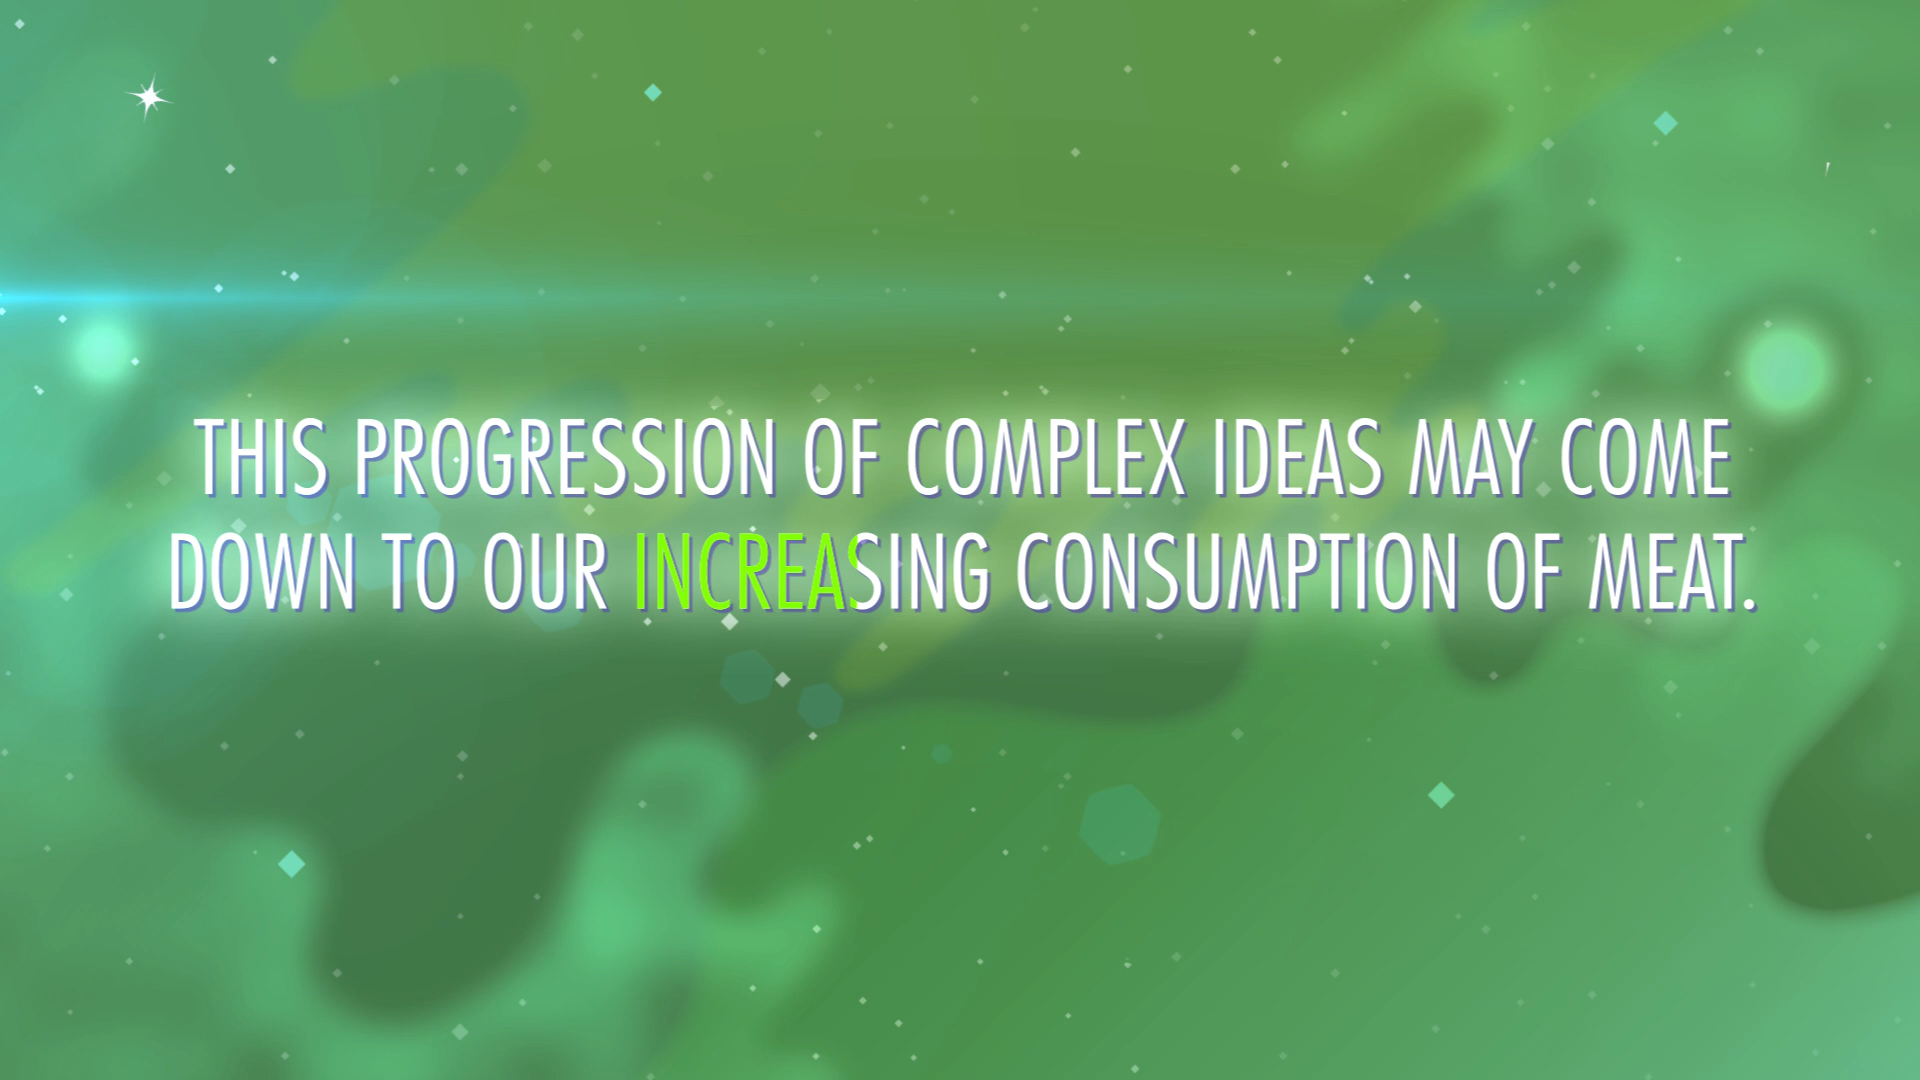 THIS PROGRESSION OF COMPLEX IDEAS MAY COME
DOWN TO OUR INCREASING CONSUMPTION OF MEAT.